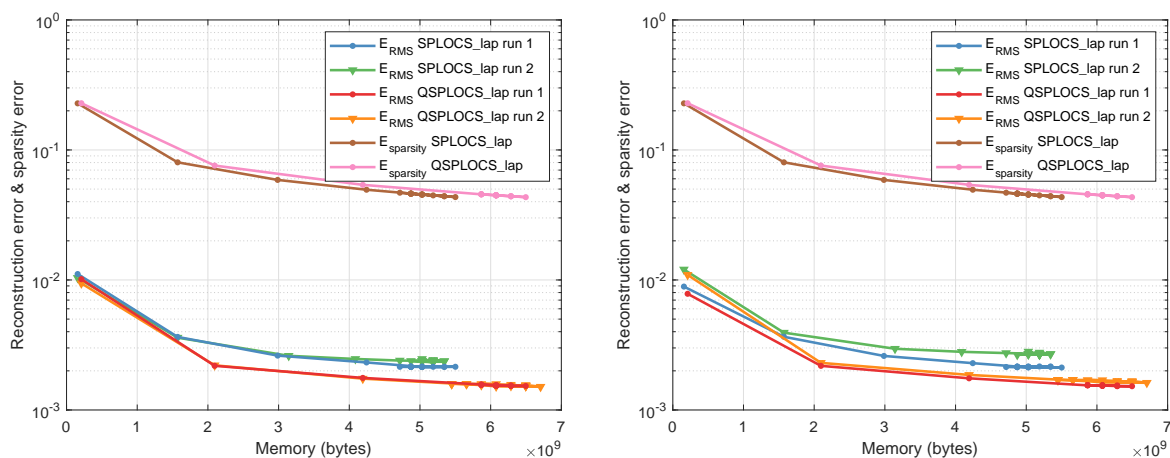 10^0
10^-1
10^-2
10^-3
Reconstruction error & sparsity error
E_RMS SPLOCS_lap run 1
E_RMS SPLOCS_lap run 2
E_RMS QSPLOCS_lap run 1
E_RMS QSPLOCS_lap run 2
E_sparsity SPLOCS_lap
E_sparsity QSPLOCS_lap
0 1 2 3 4 5 6 7
Memory (bytes)
×10^9
10^0
10^-1
10^-2
10^-3
Reconstruction error & sparsity error
E_RMS SPLOCS_lap run 1
E_RMS SPLOCS_lap run 2
E_RMS QSPLOCS_lap run 1
E_RMS QSPLOCS_lap run 2
E_sparsity SPLOCS_lap
E_sparsity QSPLOCS_lap
0 1 2 3 4 5 6 7
Memory (bytes)
×10^9